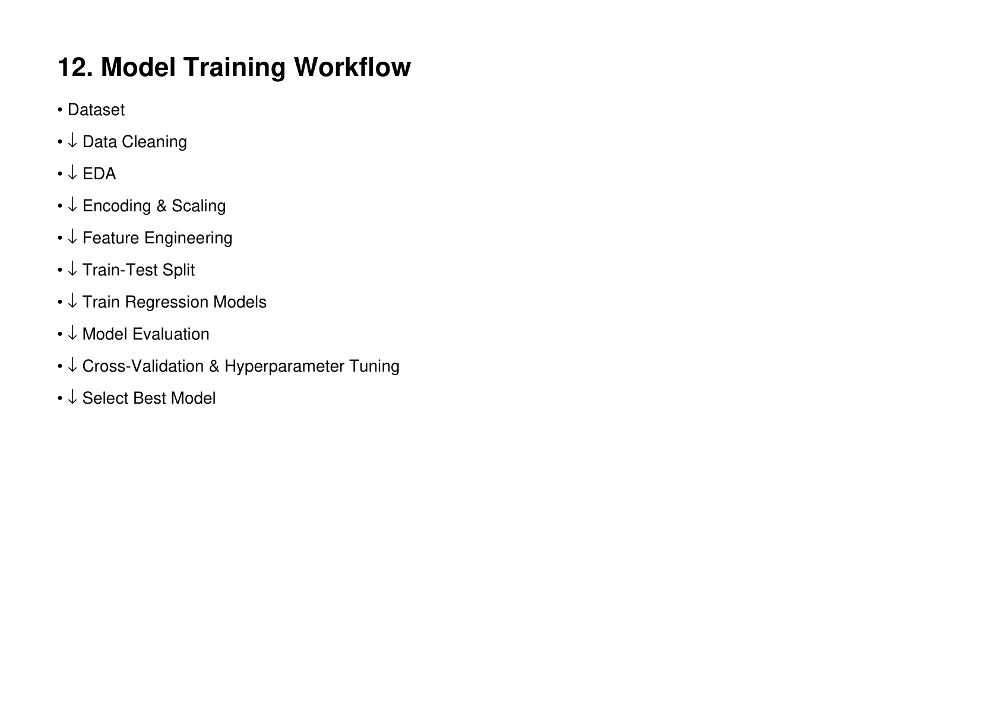 12. Model Training Workflow
• Dataset
• ↓ Data Cleaning
• ↓ EDA
• ↓ Encoding & Scaling
• ↓ Feature Engineering
• ↓ Train-Test Split
• ↓ Train Regression Models
• ↓ Model Evaluation
• ↓ Cross-Validation & Hyperparameter Tuning
• ↓ Select Best Model